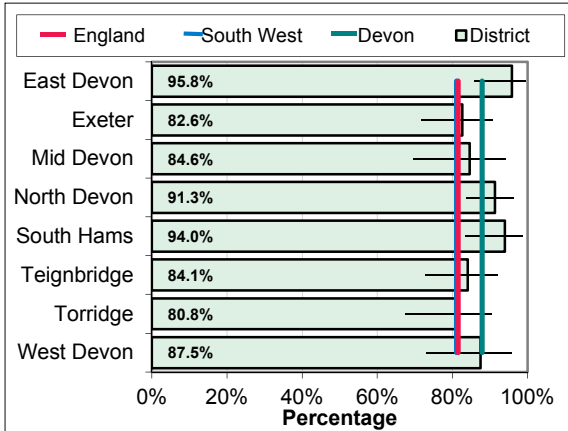 England South West Devon District
East Devon 95.8%
Exeter 82.6%
Mid Devon 84.6%
North Devon 91.3%
South Hams 94.0%
Teignbridge 84.1%
Torridge 80.8%
West Devon 87.5%
0% 20% 40% 60% 80% 100%
Percentage